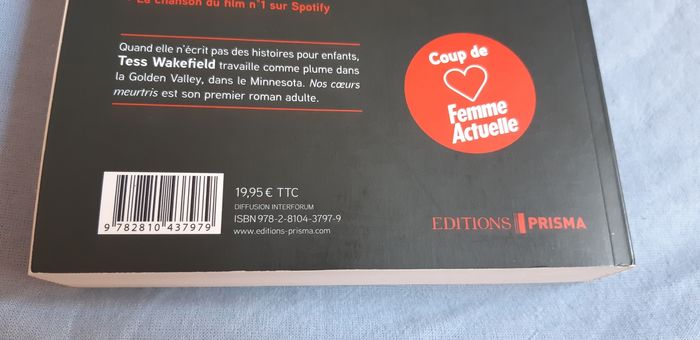 La chanson du film n°1 sur Spotify
Quand elle n'écrit pas des histoires pour enfants,
Tess Wakefield travaille comme plume dans
la Golden Valley, dans le Minnesota. Nos cœurs
meurtris est son premier roman adulte.
Coup de
Femme
Actuelle
19,95 € TTC
DIFFUSION INTERFORUM
ISBN 978-2-8104-3797-9
www.editions-prisma.com
9 782810 437979
EDITIONS PRISMA